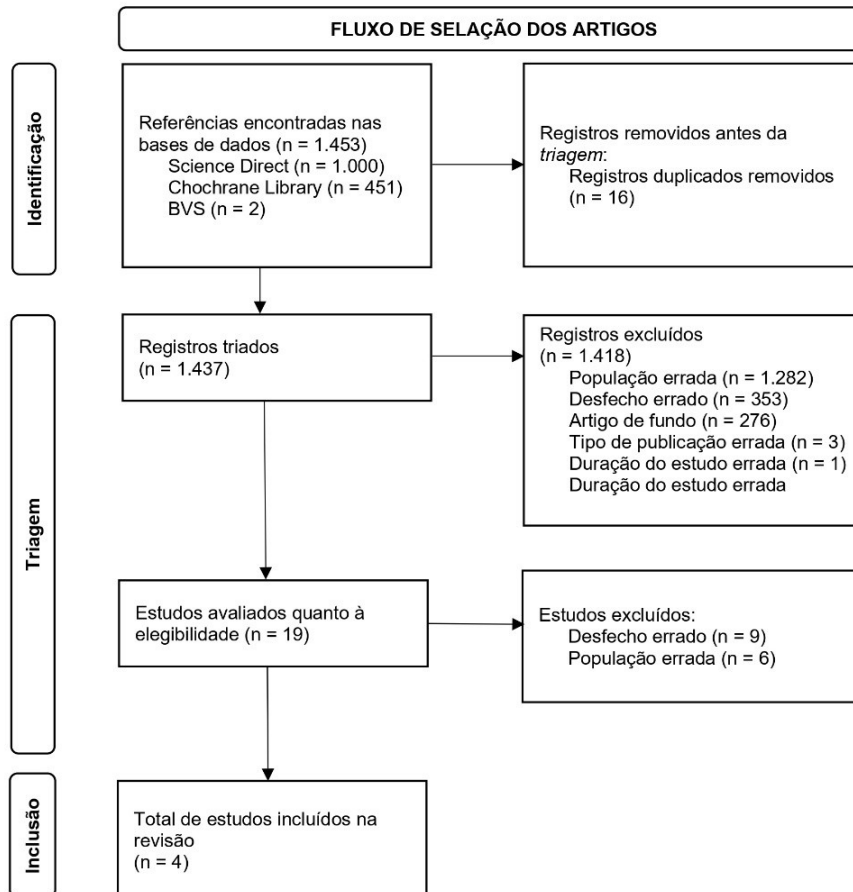 FLUXO DE SELAÇÃO DOS ARTIGOS
Identificação
Referências encontradas nas
bases de dados (n = 1.453)
Science Direct (n = 1.000)
Chochrane Library (n = 451)
BVS (n = 2)
Registros removidos antes da
triagem:
Registros duplicados removidos
(n = 16)
Triagem
Registros triados
(n = 1.437)
Registros excluídos
(n = 1.418)
População errada (n = 1.282)
Desfecho errado (n = 353)
Artigo de fundo (n = 276)
Tipo de publicação errada (n = 3)
Duração do estudo errada (n = 1)
Duração do estudo errada
Estudos avaliados quanto à
elegibilidade (n = 19)
Estudos excluídos:
Desfecho errado (n = 9)
População errada (n = 6)
Inclusão
Total de estudos incluídos na
revisão
(n = 4)